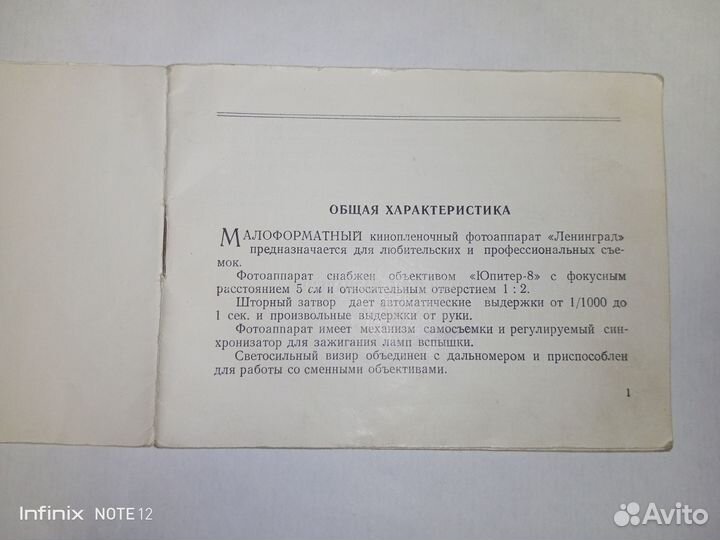 ОБЩАЯ ХАРАКТЕРИСТИКА
МАЛОФОРМАТНЫЙ кинопленочный фотоаппарат «Ленинград»
предназначается для любительских и профессиональных съе-
мок.
Фотоаппарат снабжен объективом «Юпитер-8» с фокусным
расстоянием 5 см и относительным отверстием 1 : 2.
Шторный затвор дает автоматические выдержки от 1/1000 до
1 сек. и произвольные выдержки от руки.
Фотоаппарат имеет механизм самосъемки и регулируемый син-
хронизатор для зажигания ламп вспышки.
Светосильный визир объединен с дальномером и приспособлен
для работы со сменными объективами.
1
Infinix NOTE 12
Avito